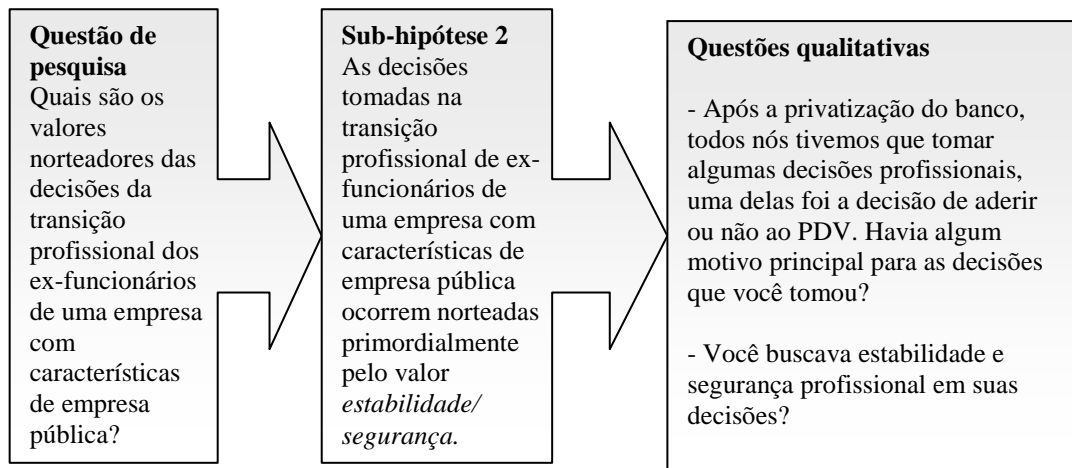 Questão de
pesquisa
Quais são os
valores
norteadores das
decisões da
transição
profissional dos
ex-funcionários
de uma empresa
com
características
de empresa
pública?
Sub-hipótese 2
As decisões
tomadas na
transição
profissional de ex-
funcionários de
uma empresa com
características de
empresa pública
ocorrem norteadas
primordialmente
pelo valor
estabilidade/
segurança.
Questões qualitativas
- Após a privatização do banco,
todos nós tivemos que tomar
algumas decisões profissionais,
uma delas foi a decisão de aderir
ou não ao PDV. Havia algum
motivo principal para as decisões
que você tomou?
- Você buscava estabilidade e
segurança profissional em suas
decisões?